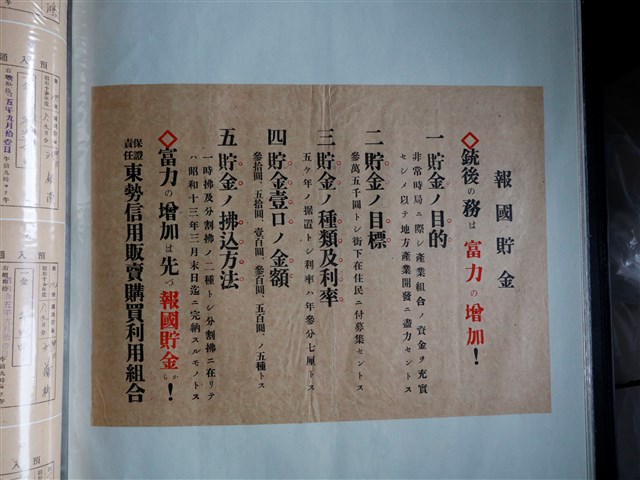 報國貯金
◇銃後の務は富力の增加！
一 貯金ノ目的
非常時局ニ際シ產業組合ノ資金ヲ充實
セシメ以テ地方產業開發ニ盡力セントス
二 貯金ノ目標
參萬五千圓トシ街下在住民ニ付募集セントス
三 貯金ノ種類及利率
五ケ年ノ据置トシ利率ハ年參分七厘トス
四 貯金壹口ノ金額
參拾圓、五拾圓、壹百圓、參百圓、五百圓ノ五種トス
五 貯金ノ拂込方法
一時拂及分割拂ノ二種トシ分割拂ニ在リテ
ハ昭和十三年三月末日迄ニ完納スルモノトス
◇富力の增加は先づ報國貯金から！
保證責任 東勢信用販賣購買利用組合